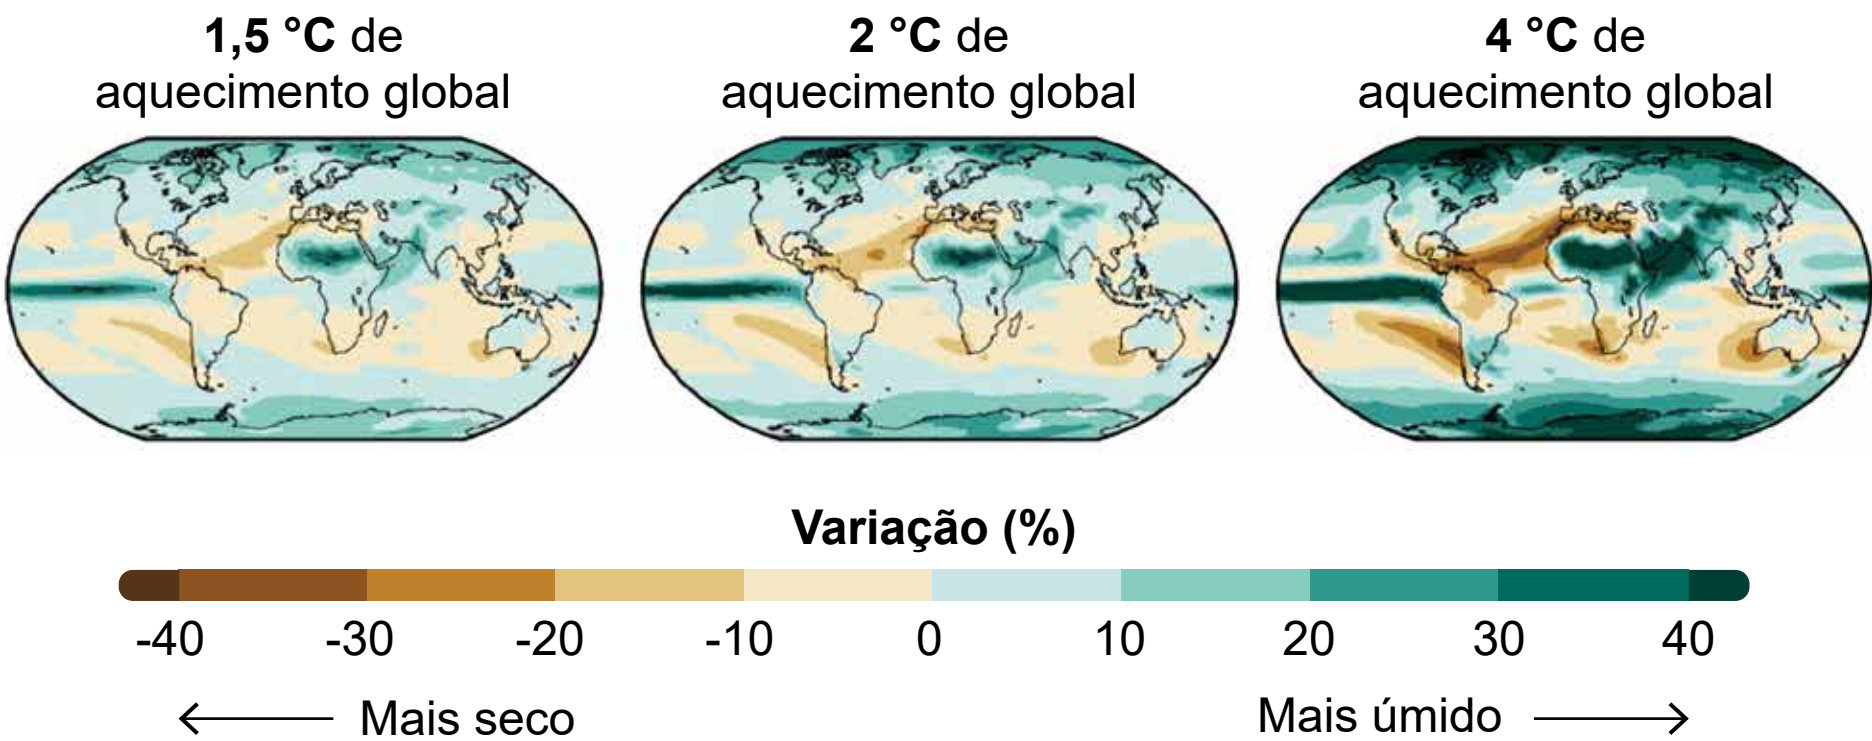 1,5 °C de
aquecimento global
2 °C de
aquecimento global
4 °C de
aquecimento global
Variação (%)
-40 -30 -20 -10 0 10 20 30 40
Mais seco
Mais úmido